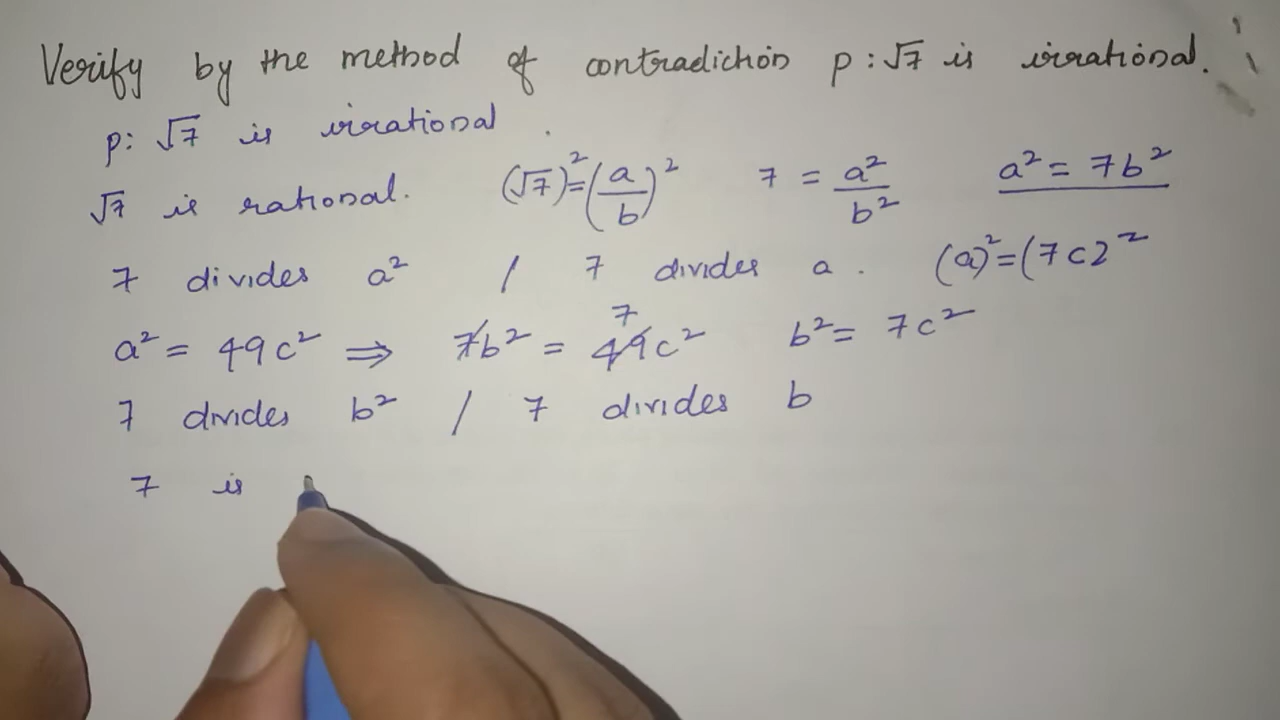 Verify by the method of contradiction p : √7 is irrational.
p: √7 is irrational .
√7 is rational. (√7)² = (a/b)² 7 = a²/b² a² = 7b²
7 divides a² / 7 divides a . (a)² = (7c)²
a² = 49c² ⇒ 7b² = 49c² 7 b² = 7c²
7 divides b² / 7 divides b
7 is